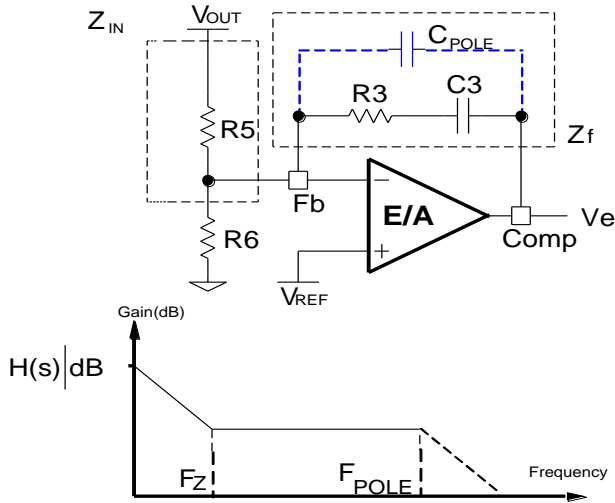 ZIN
VOUT
CPOLE
R3
C3
R5
Zf
Fb
E/A
Ve
R6
Comp
VREF
Gain(dB)
H(s)|dB
FZ
FPOLE
Frequency